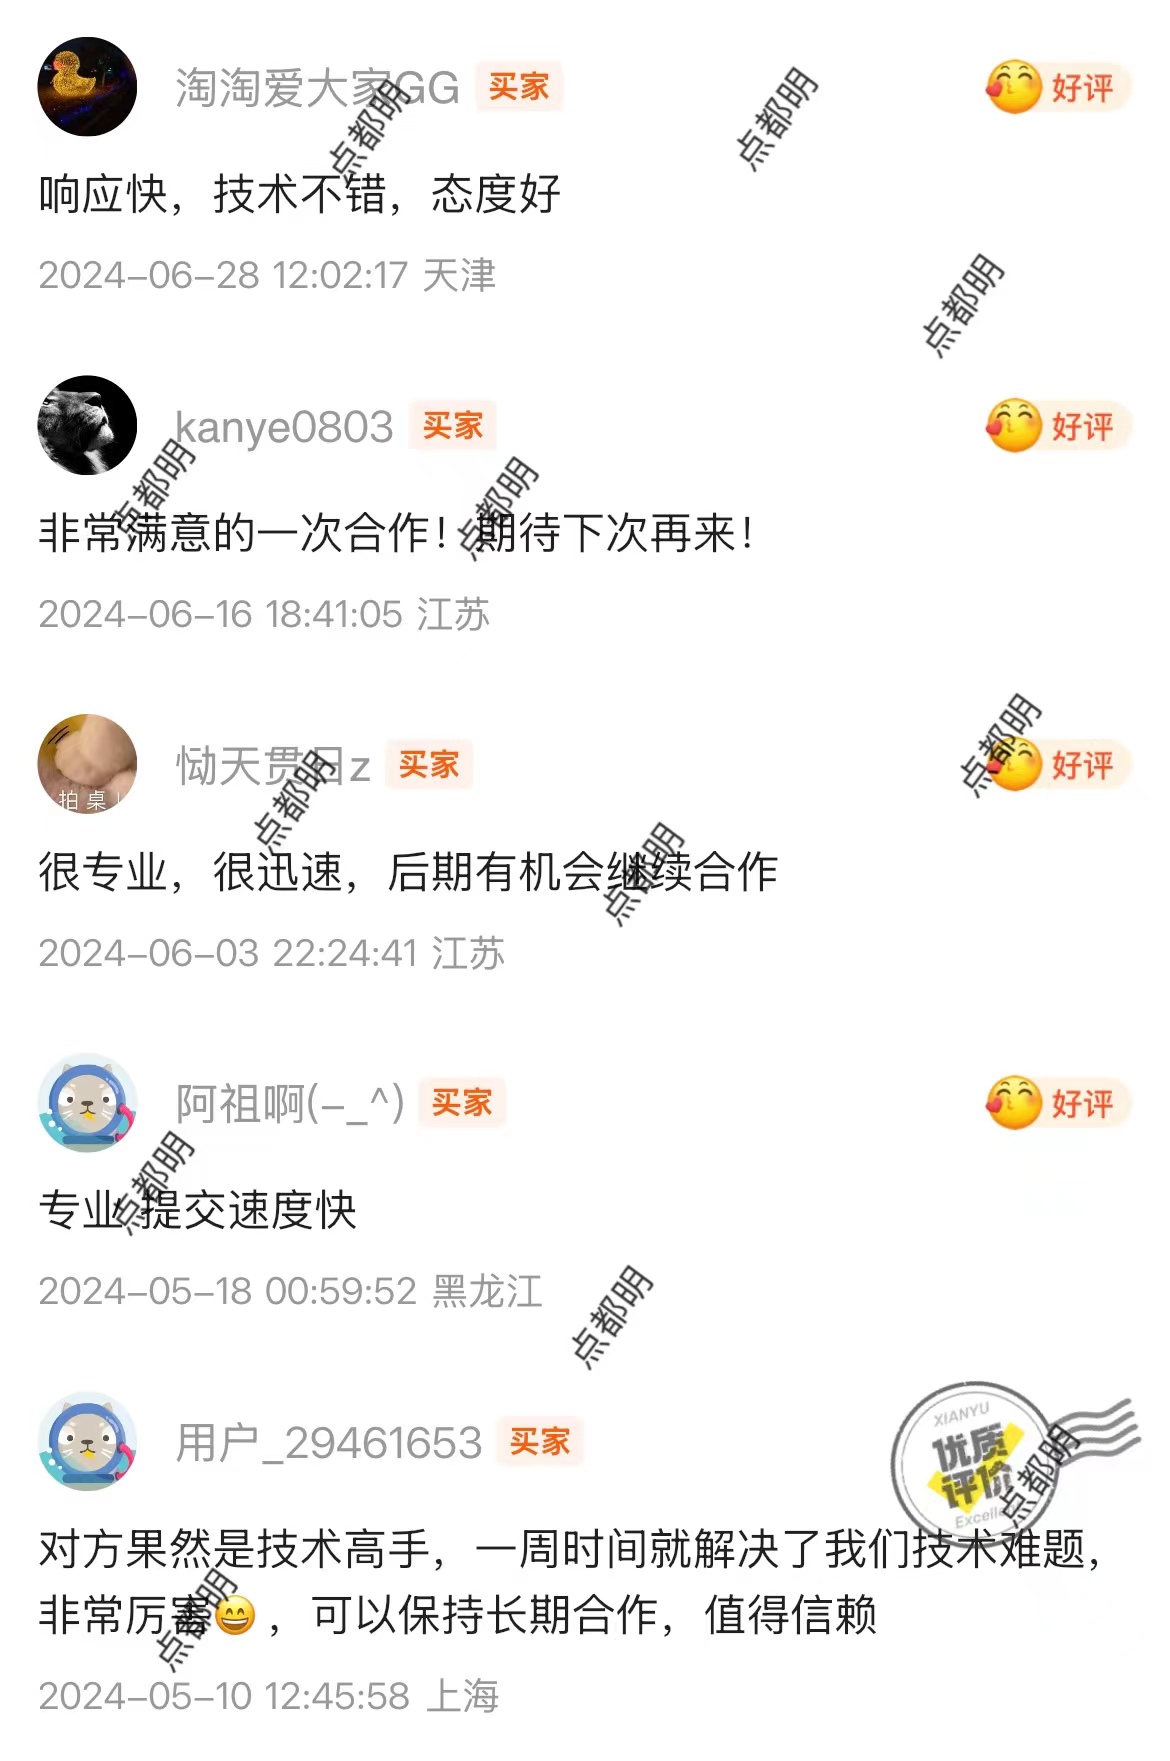 淘淘爱大家GG 买家 好评
点都明
点都明
响应快，技术不错，态度好
2024-06-28 12:02:17 天津
点都明
kanye0803 买家 好评
点都明
点都明
非常满意的一次合作！期待下次再来！
2024-06-16 18:41:05 江苏
点都明
恸天贯日z 买家 好评
拍桌！
点都明
点都明
很专业，很迅速，后期有机会继续合作
2024-06-03 22:24:41 江苏
阿祖啊(-_^) 买家 好评
点都明
专业 提交速度快
2024-05-18 00:59:52 黑龙江
点都明
用户_29461653 买家
XIANYU
优质
评价
Excelle
点都明
对方果然是技术高手，一周时间就解决了我们技术难题，
非常厉害😄，可以保持长期合作，值得信赖
点都明
2024-05-10 12:45:58 上海